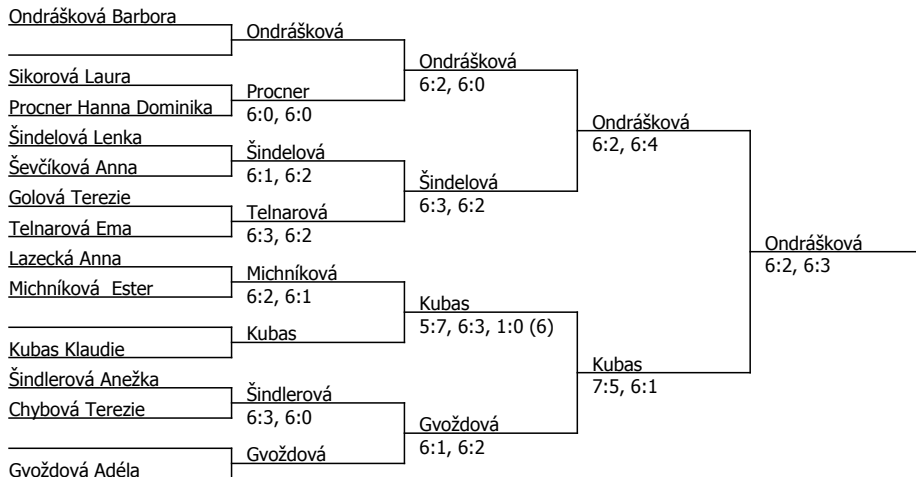 Ondrášková Barbora
Ondrášková
Ondrášková
6:2, 6:0
Sikorová Laura
Procner
Procner Hanna Dominika
6:0, 6:0
Ondrášková
6:2, 6:4
Šindelová Lenka
Šindelová
Ševčíková Anna
6:1, 6:2
Šindelová
6:3, 6:2
Golová Terezie
Telnarová
Telnarová Ema
6:3, 6:2
Ondrášková
6:2, 6:3
Lazecká Anna
Michníková
Michníková  Ester
6:2, 6:1
Kubas
5:7, 6:3, 1:0 (6)
Kubas
Kubas Klaudie
Kubas
7:5, 6:1
Šindlerová Anežka
Šindlerová
Chybová Terezie
6:3, 6:0
Gvoždová
6:1, 6:2
Gvoždová
Gvoždová Adéla